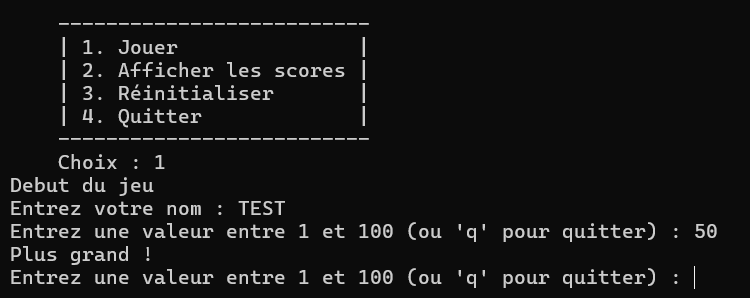 --------------------------
| 1. Jouer               |
| 2. Afficher les scores |
| 3. Réinitialiser       |
| 4. Quitter             |
--------------------------
Choix : 1
Debut du jeu
Entrez votre nom : TEST
Entrez une valeur entre 1 et 100 (ou 'q' pour quitter) : 50
Plus grand !
Entrez une valeur entre 1 et 100 (ou 'q' pour quitter) :